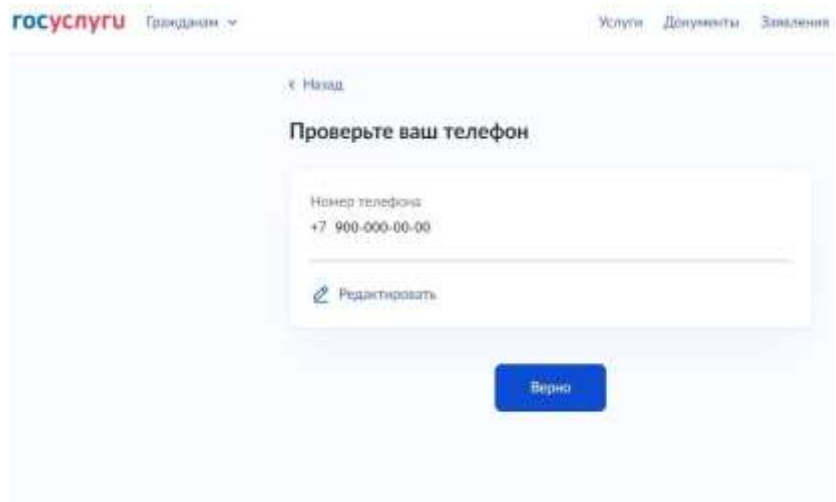 госуслуги Гражданам Услуги Документы Заявления
Назад
Проверьте ваш телефон
Номер телефона
+7 900-000-00-00
Редактировать
Верно